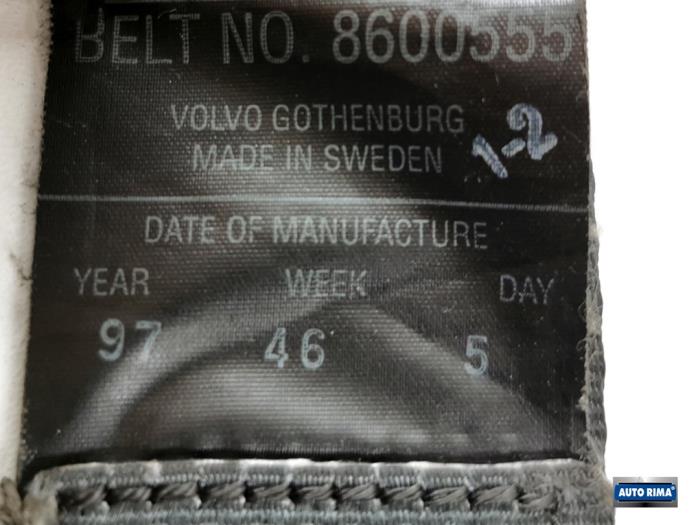 BELT NO. 8600555
VOLVO GOTHENBURG
MADE IN SWEDEN
1-2
DATE OF MANUFACTURE
YEAR WEEK DAY
97 46 5
AUTO RIMA